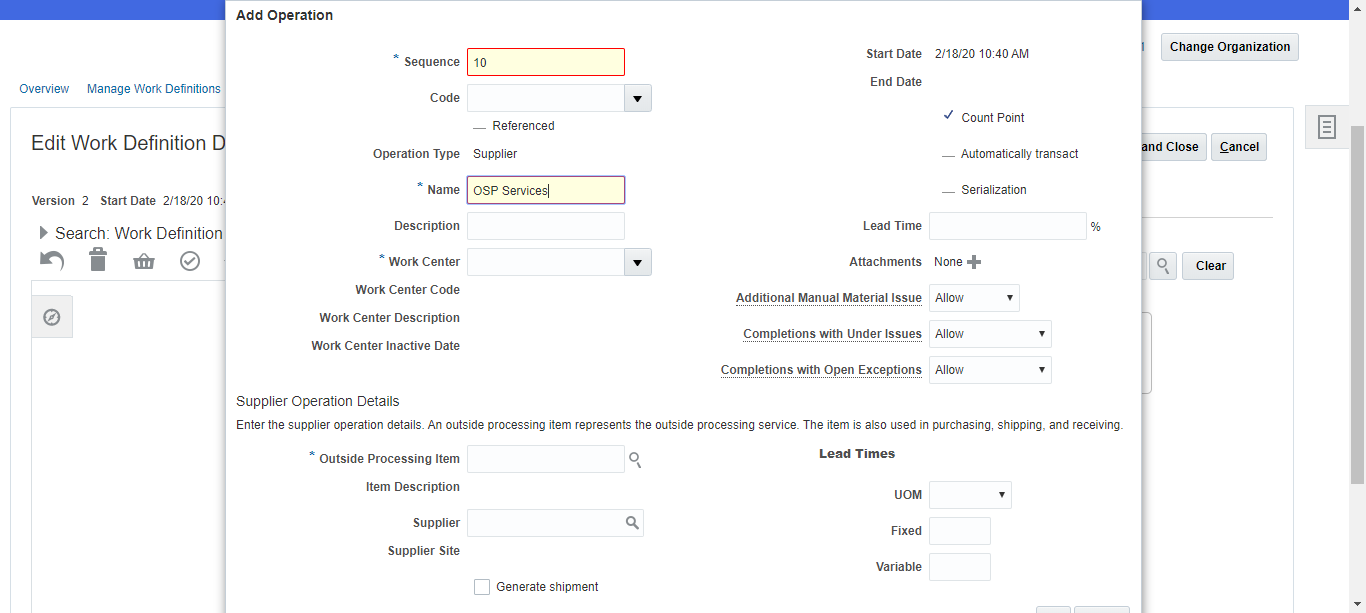 Add Operation
* Sequence 10
Code
Referenced
Operation Type Supplier
* Name OSP Services
Description
* Work Center
Work Center Code
Work Center Description
Work Center Inactive Date
Start Date 2/18/20 10:40 AM
End Date
Count Point
Automatically transact
Serialization
Lead Time %
Attachments None
Additional Manual Material Issue Allow
Completions with Under Issues Allow
Completions with Open Exceptions Allow
Supplier Operation Details
Enter the supplier operation details. An outside processing item represents the outside processing service. The item is also used in purchasing, shipping, and receiving.
* Outside Processing Item
Item Description
Supplier
Supplier Site
Generate shipment
Lead Times
UOM
Fixed
Variable
Change Organization
Overview Manage Work Definitions
Edit Work Definition D
and Close Cancel
Version 2 Start Date 2/18/20 10:4
Search: Work Definition
Clear